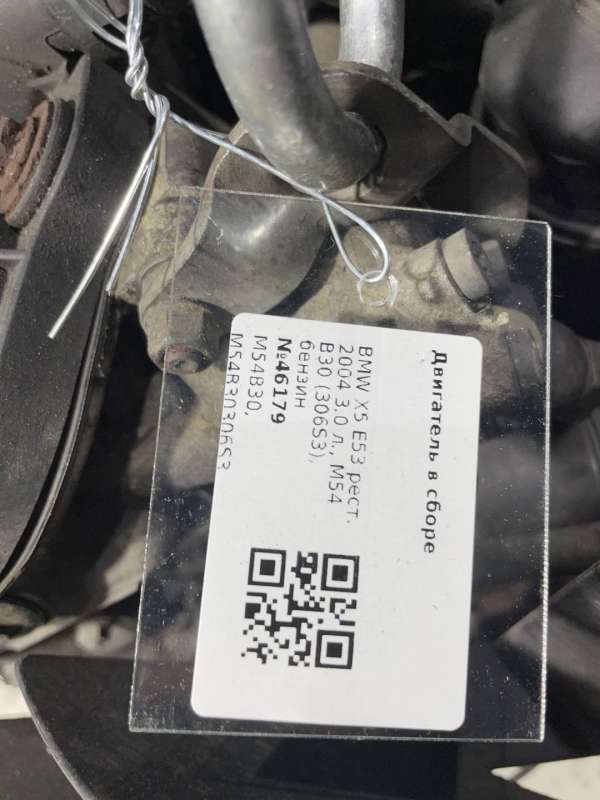 Двигатель в сборе
BMW X5 E53 рест.
2004 3.0 л., M54
B30 (306S3),
бензин
№46179
M54B30,
M54B30306S3